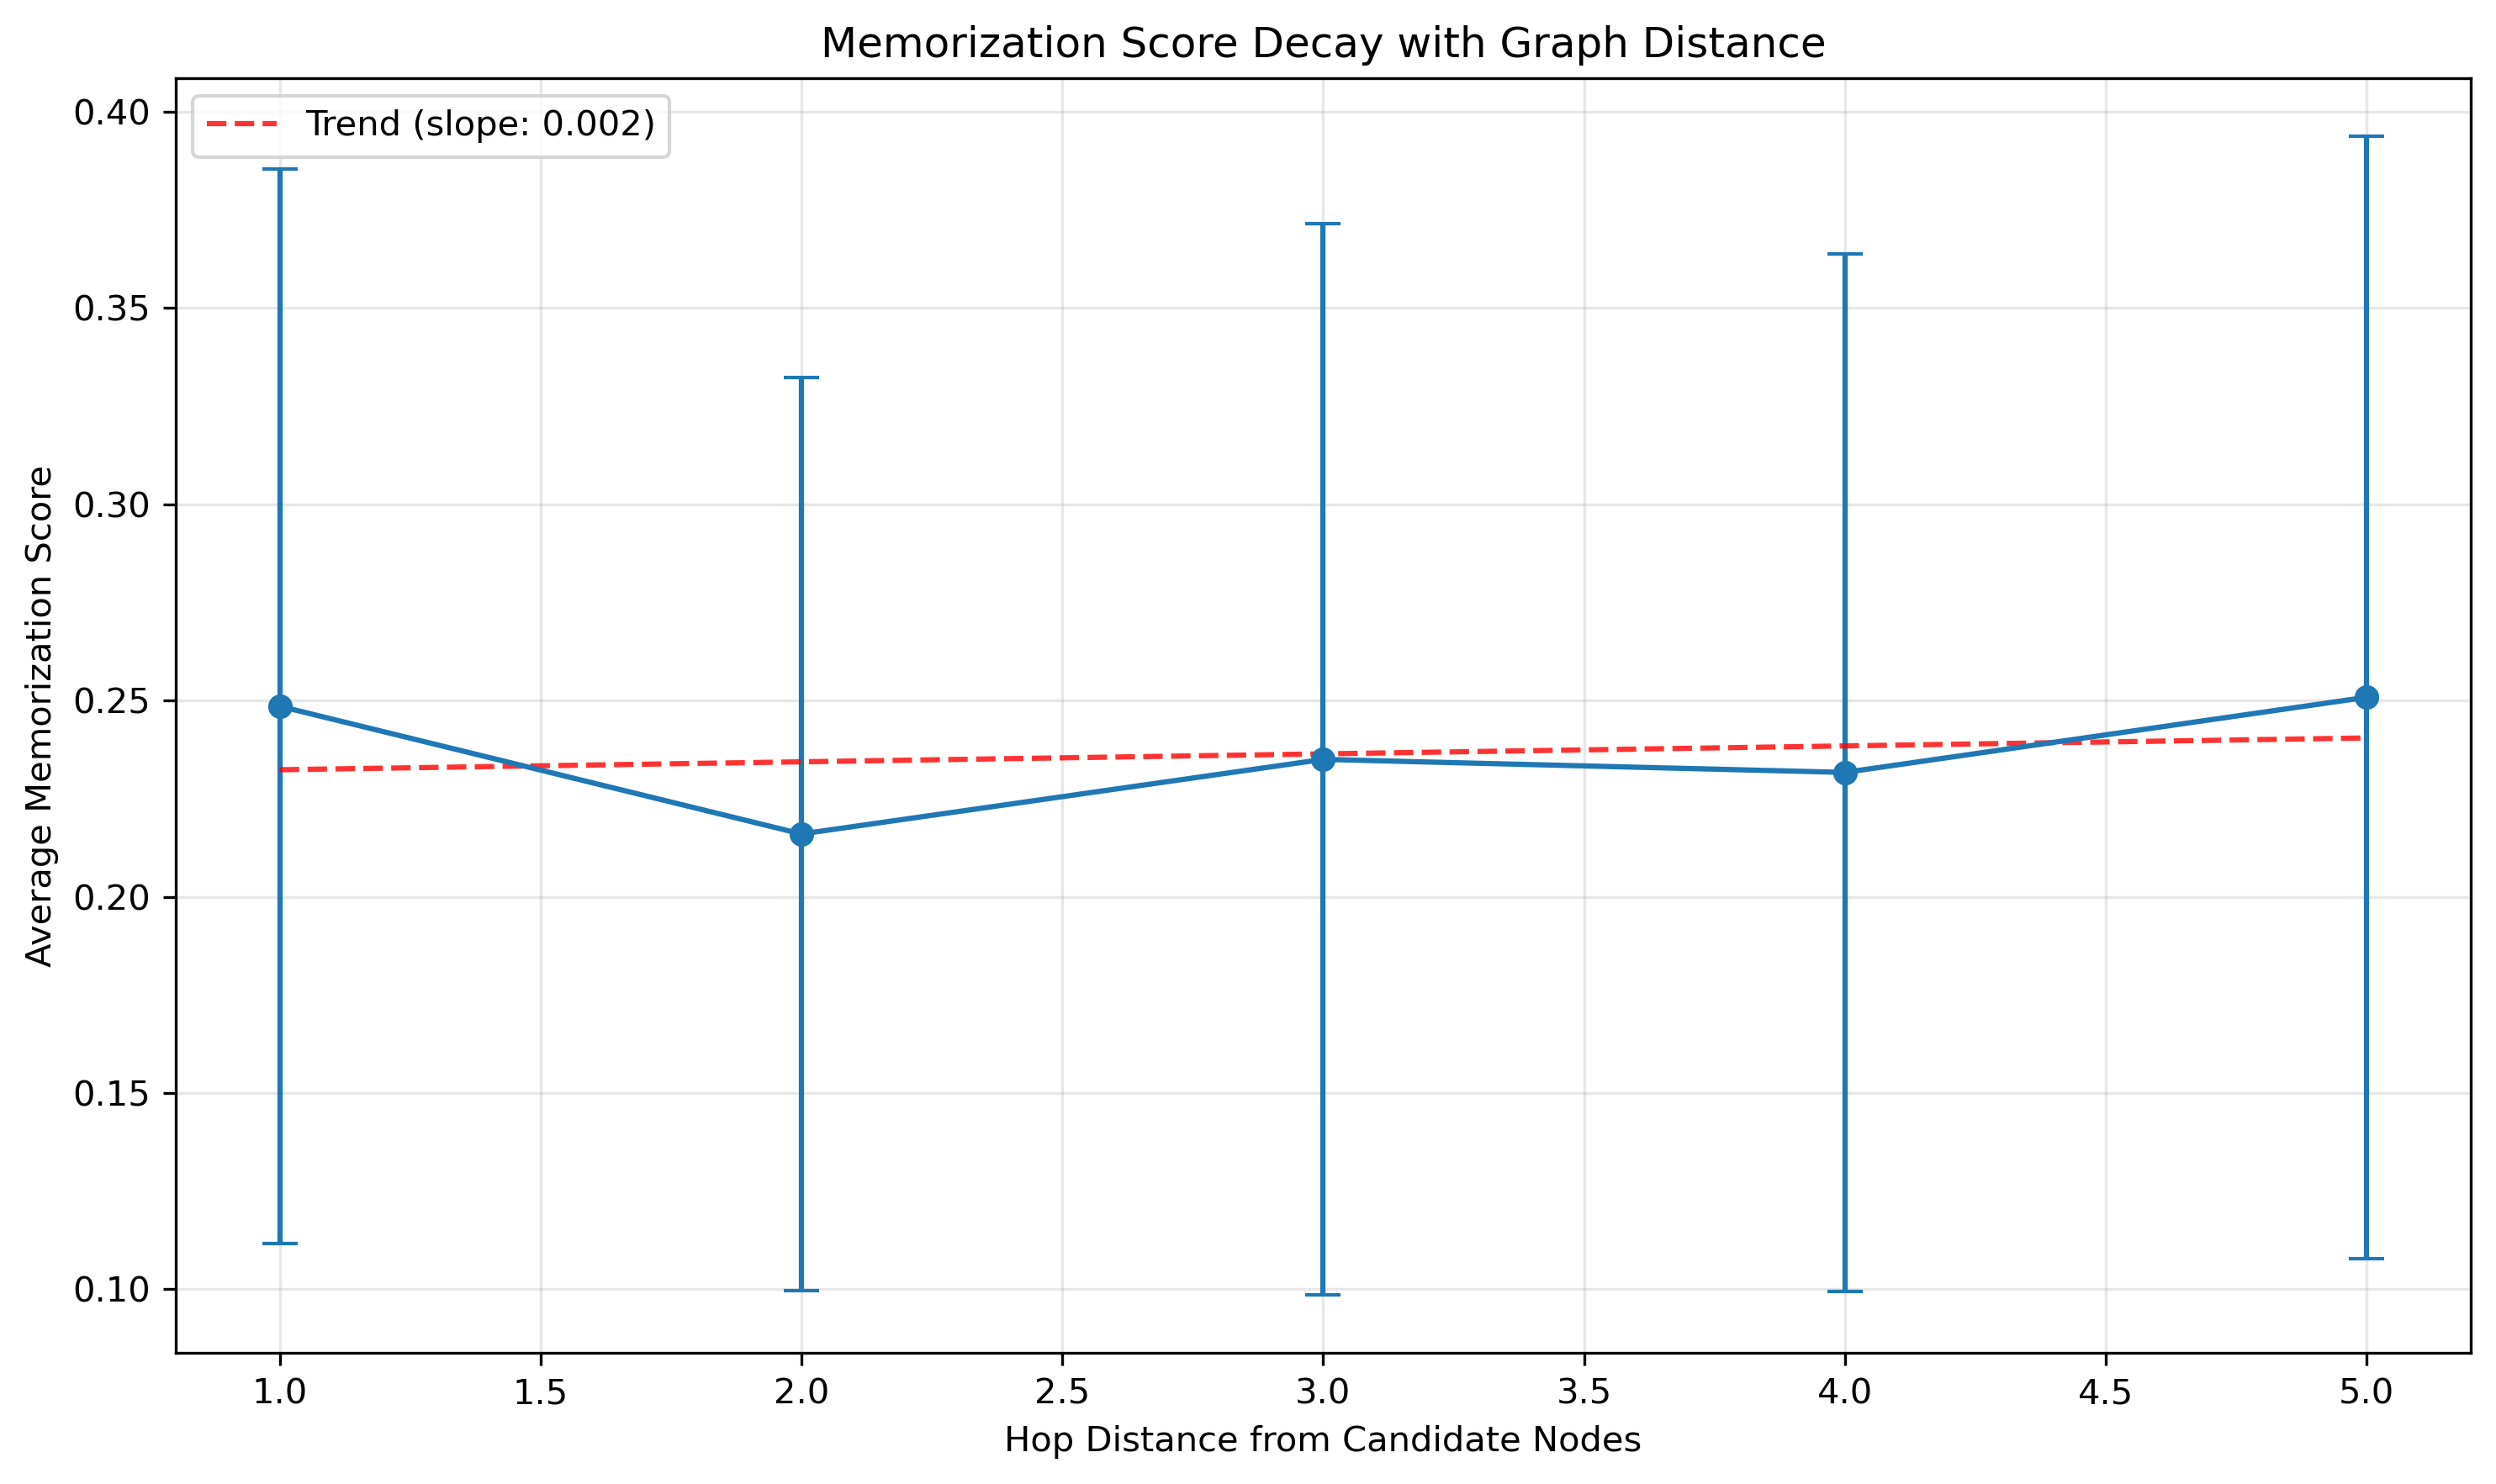 Memorization Score Decay with Graph Distance
Trend (slope: 0.002)
Average Memorization Score
0.40
0.35
0.30
0.25
0.20
0.15
0.10
1.0 1.5 2.0 2.5 3.0 3.5 4.0 4.5 5.0
Hop Distance from Candidate Nodes